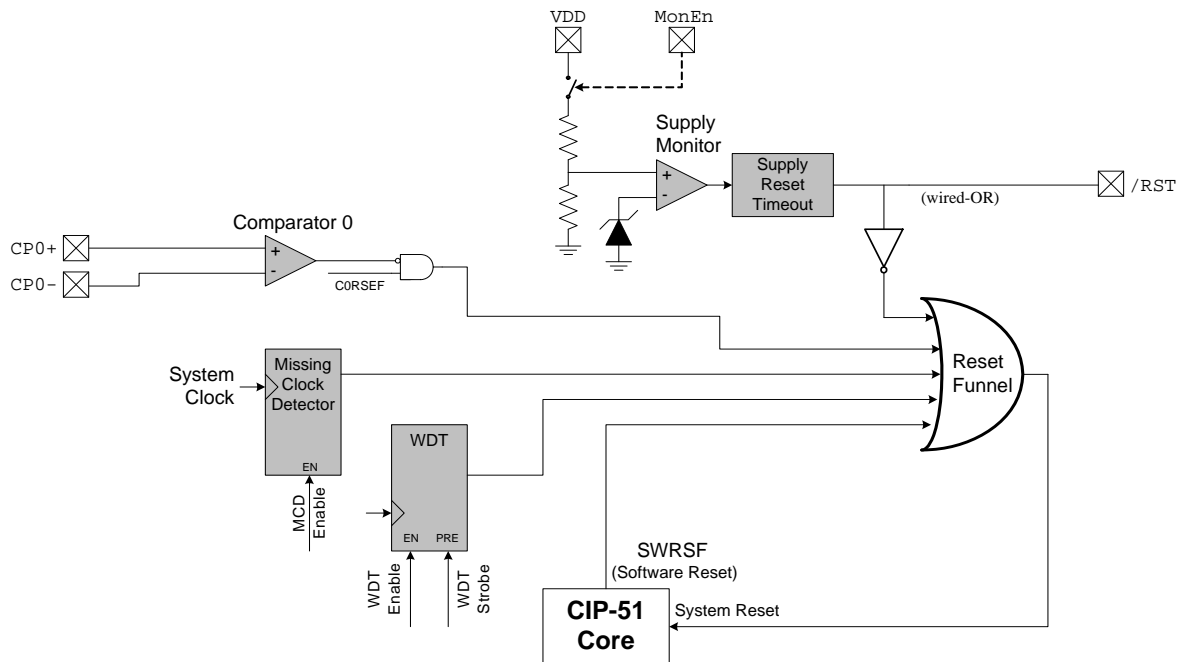 VDD
MonEn
Supply
Monitor
+
-
Supply
Reset
Timeout
(wired-OR)
/RST
Comparator 0
CP0+
CP0-
+
-
C0RSEF
Reset
Funnel
System
Clock
Missing
Clock
Detector
EN
MCD
Enable
WDT
EN
PRE
WDT
Enable
WDT
Strobe
SWRSF
(Software Reset)
CIP-51
Core
System Reset